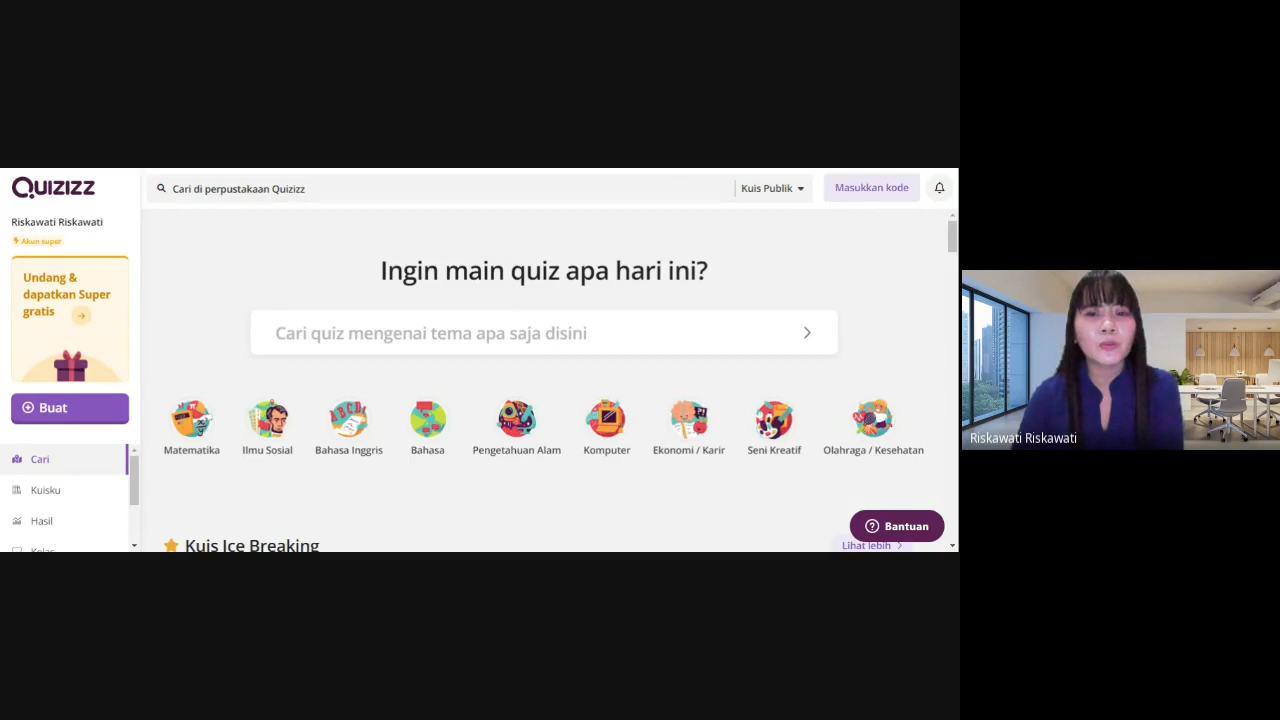 QUIZIZZ
Riskawati Riskawati
Akun super
Undang &
dapatkan Super
gratis
Buat
Cari
Kuisku
Hasil
Kelas
Cari di perpustakaan Quizizz
Kuis Publik
Masukkan kode
Ingin main quiz apa hari ini?
Cari quiz mengenai tema apa saja disini
Matematika
Ilmu Sosial
Bahasa Inggris
Bahasa
Pengetahuan Alam
Komputer
Ekonomi / Karir
Seni Kreatif
Olahraga / Kesehatan
Kuis Ice Breaking
Lihat lebih
Bantuan
Riskawati Riskawati